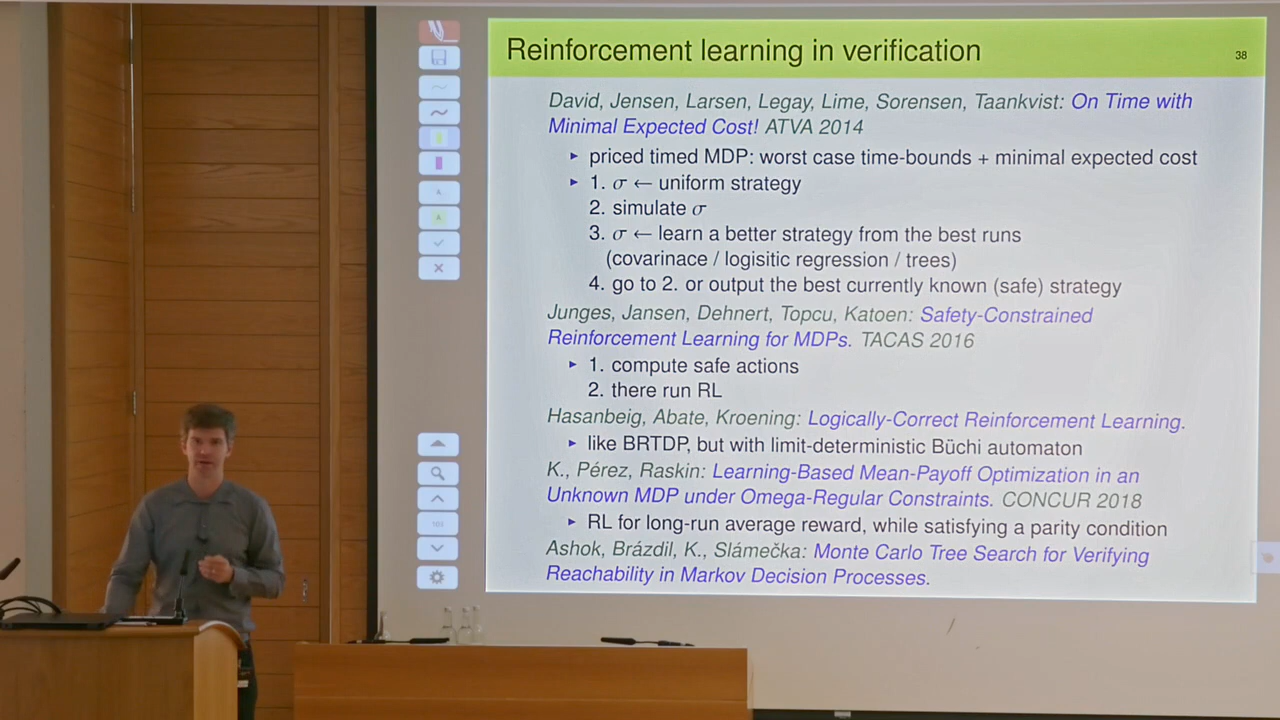 Reinforcement learning in verification
38
David, Jensen, Larsen, Legay, Lime, Sorensen, Taankvist: On Time with
Minimal Expected Cost! ATVA 2014
▸ priced timed MDP: worst case time-bounds + minimal expected cost
▸ 1. σ ← uniform strategy
2. simulate σ
3. σ ← learn a better strategy from the best runs
(covarinace / logisitic regression / trees)
4. go to 2. or output the best currently known (safe) strategy
Junges, Jansen, Dehnert, Topcu, Katoen: Safety-Constrained
Reinforcement Learning for MDPs. TACAS 2016
▸ 1. compute safe actions
2. there run RL
Hasanbeig, Abate, Kroening: Logically-Correct Reinforcement Learning.
▸ like BRTDP, but with limit-deterministic Büchi automaton
K., Pérez, Raskin: Learning-Based Mean-Payoff Optimization in an
Unknown MDP under Omega-Regular Constraints. CONCUR 2018
▸ RL for long-run average reward, while satisfying a parity condition
Ashok, Brázdil, K., Slámečka: Monte Carlo Tree Search for Verifying
Reachability in Markov Decision Processes.